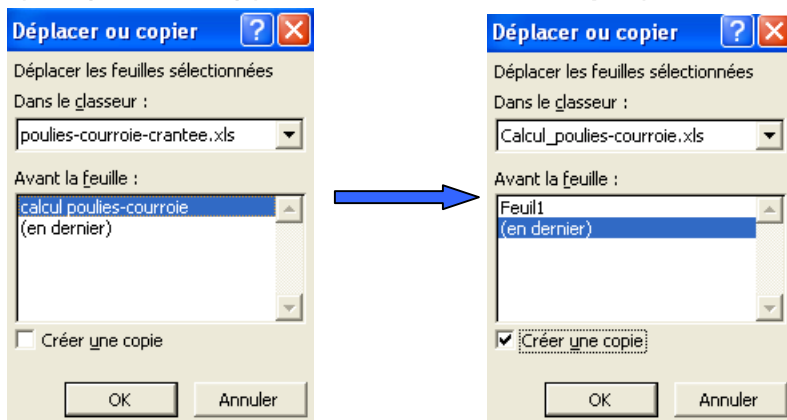 Déplacer ou copier
Déplacer les feuilles sélectionnées
Dans le classeur :
poulies-courroie-crantee.xls
Avant la feuille :
calcul poulies-courroie
(en dernier)
Créer une copie
OK
Annuler
Déplacer ou copier
Déplacer les feuilles sélectionnées
Dans le classeur :
Calcul_poulies-courroie.xls
Avant la feuille :
Feuil1
(en dernier)
Créer une copie
OK
Annuler